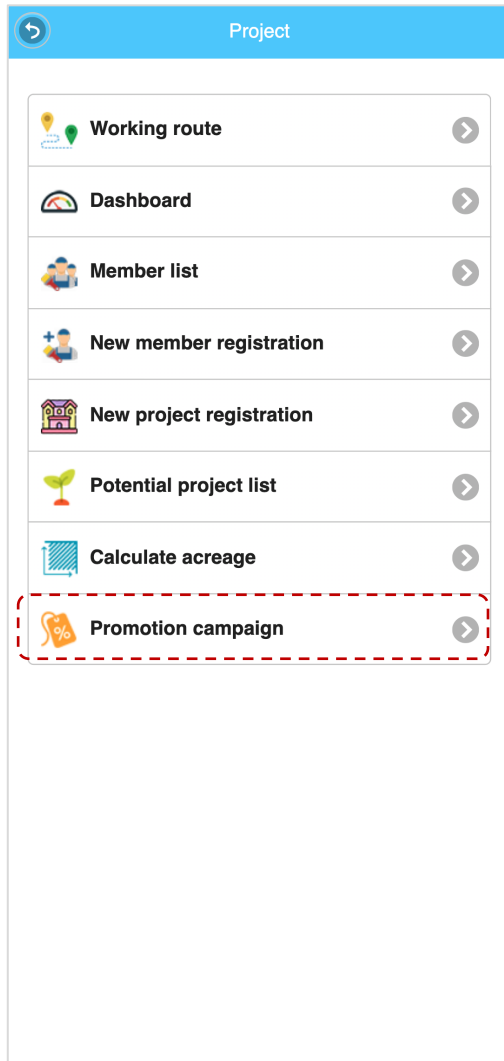 Project
Working route
Dashboard
Member list
New member registration
New project registration
Potential project list
Calculate acreage
%
Promotion campaign